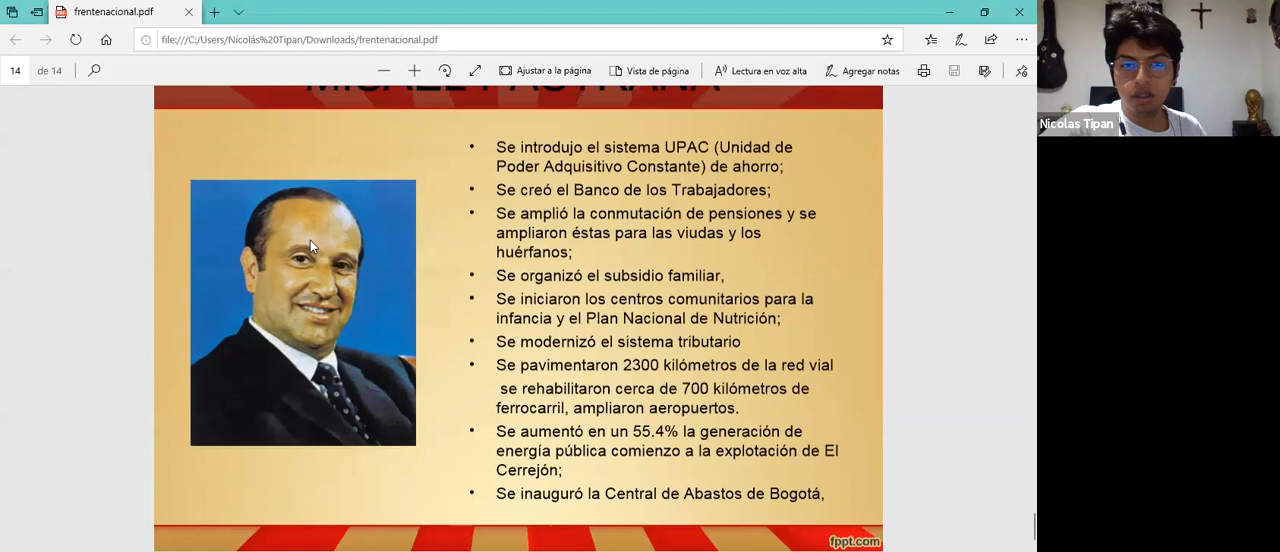 frentenacional.pdf
file:///C:/Users/Nicolás%20Tipan/Downloads/frentenacional.pdf
14 de 14
Ajustar a la página
Vista de página
Lectura en voz alta
Agregar notas
Nicolas Tipan
MISAEL PASTRANA
• Se introdujo el sistema UPAC (Unidad de
Poder Adquisitivo Constante) de ahorro;
• Se creó el Banco de los Trabajadores;
• Se amplió la conmutación de pensiones y se
ampliaron éstas para las viudas y los
huérfanos;
• Se organizó el subsidio familiar,
• Se iniciaron los centros comunitarios para la
infancia y el Plan Nacional de Nutrición;
• Se modernizó el sistema tributario
• Se pavimentaron 2300 kilómetros de la red vial
se rehabilitaron cerca de 700 kilómetros de
ferrocarril, ampliaron aeropuertos.
• Se aumentó en un 55.4% la generación de
energía pública comienzo a la explotación de El
Cerrejón;
• Se inauguró la Central de Abastos de Bogotá,
fppt.com